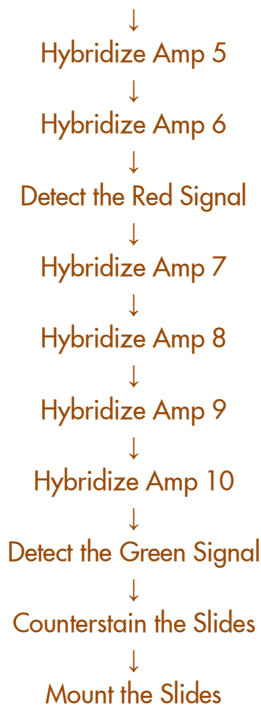 ↓
Hybridize Amp 5
↓
Hybridize Amp 6
↓
Detect the Red Signal
↓
Hybridize Amp 7
↓
Hybridize Amp 8
↓
Hybridize Amp 9
↓
Hybridize Amp 10
↓
Detect the Green Signal
↓
Counterstain the Slides
↓
Mount the Slides